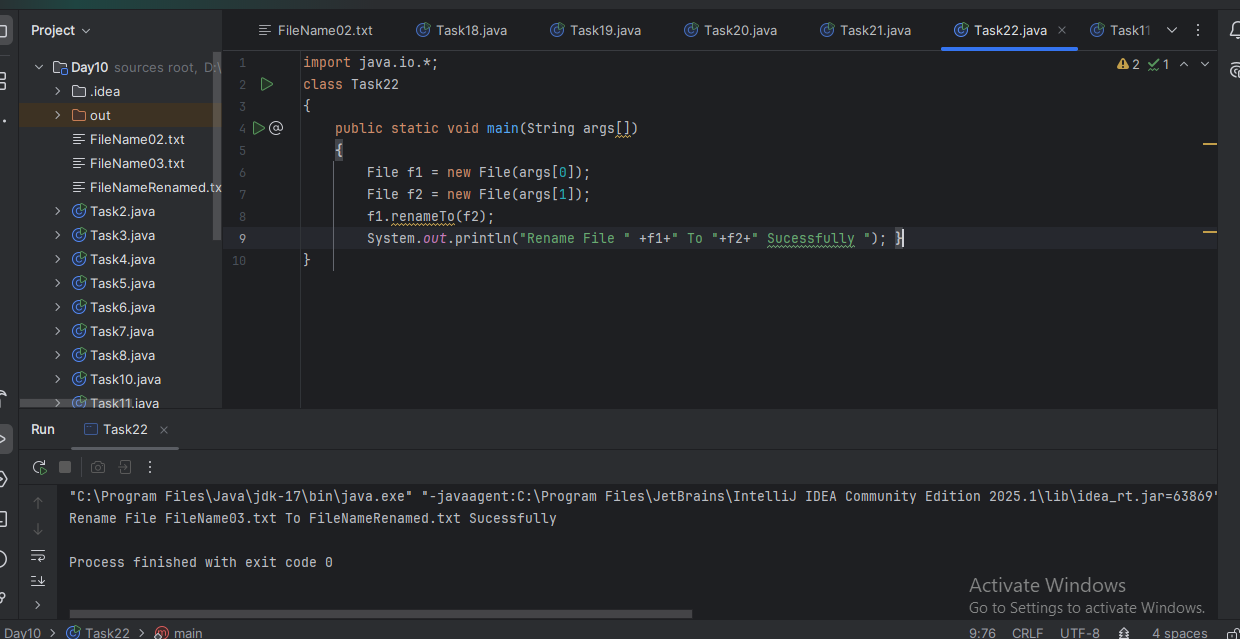 Project
FileName02.txt
Task18.java
Task19.java
Task20.java
Task21.java
Task22.java
Task11
Day10 sources root, D:\
.idea
out
FileName02.txt
FileName03.txt
FileNameRenamed.tx
Task2.java
Task3.java
Task4.java
Task5.java
Task6.java
Task7.java
Task8.java
Task10.java
Task11.java
2 1
1 import java.io.*;
2 class Task22
3 {
4 public static void main(String args[])
5 {
6 File f1 = new File(args[0]);
7 File f2 = new File(args[1]);
8 f1.renameTo(f2);
9 System.out.println("Rename File " +f1+" To "+f2+" Sucessfully "); }
10 }
Run
Task22
"C:\Program Files\Java\jdk-17\bin\java.exe" "-javaagent:C:\Program Files\JetBrains\IntelliJ IDEA Community Edition 2025.1\lib\idea_rt.jar=63869"
Rename File FileName03.txt To FileNameRenamed.txt Sucessfully
Process finished with exit code 0
Activate Windows
Go to Settings to activate Windows.
Day10 > Task22 > main
9:76 CRLF UTF-8 4 spaces